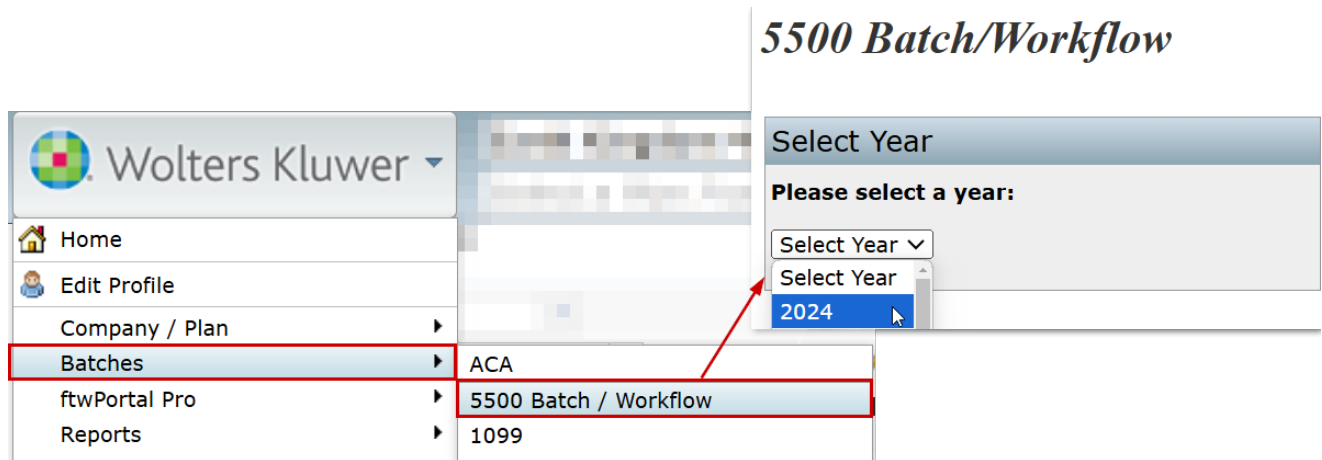 5500 Batch/Workflow
Wolters Kluwer
Select Year
Please select a year:
Select Year
Select Year
2024
Home
Edit Profile
Company / Plan
Batches
ftwPortal Pro
Reports
ACA
5500 Batch / Workflow
1099